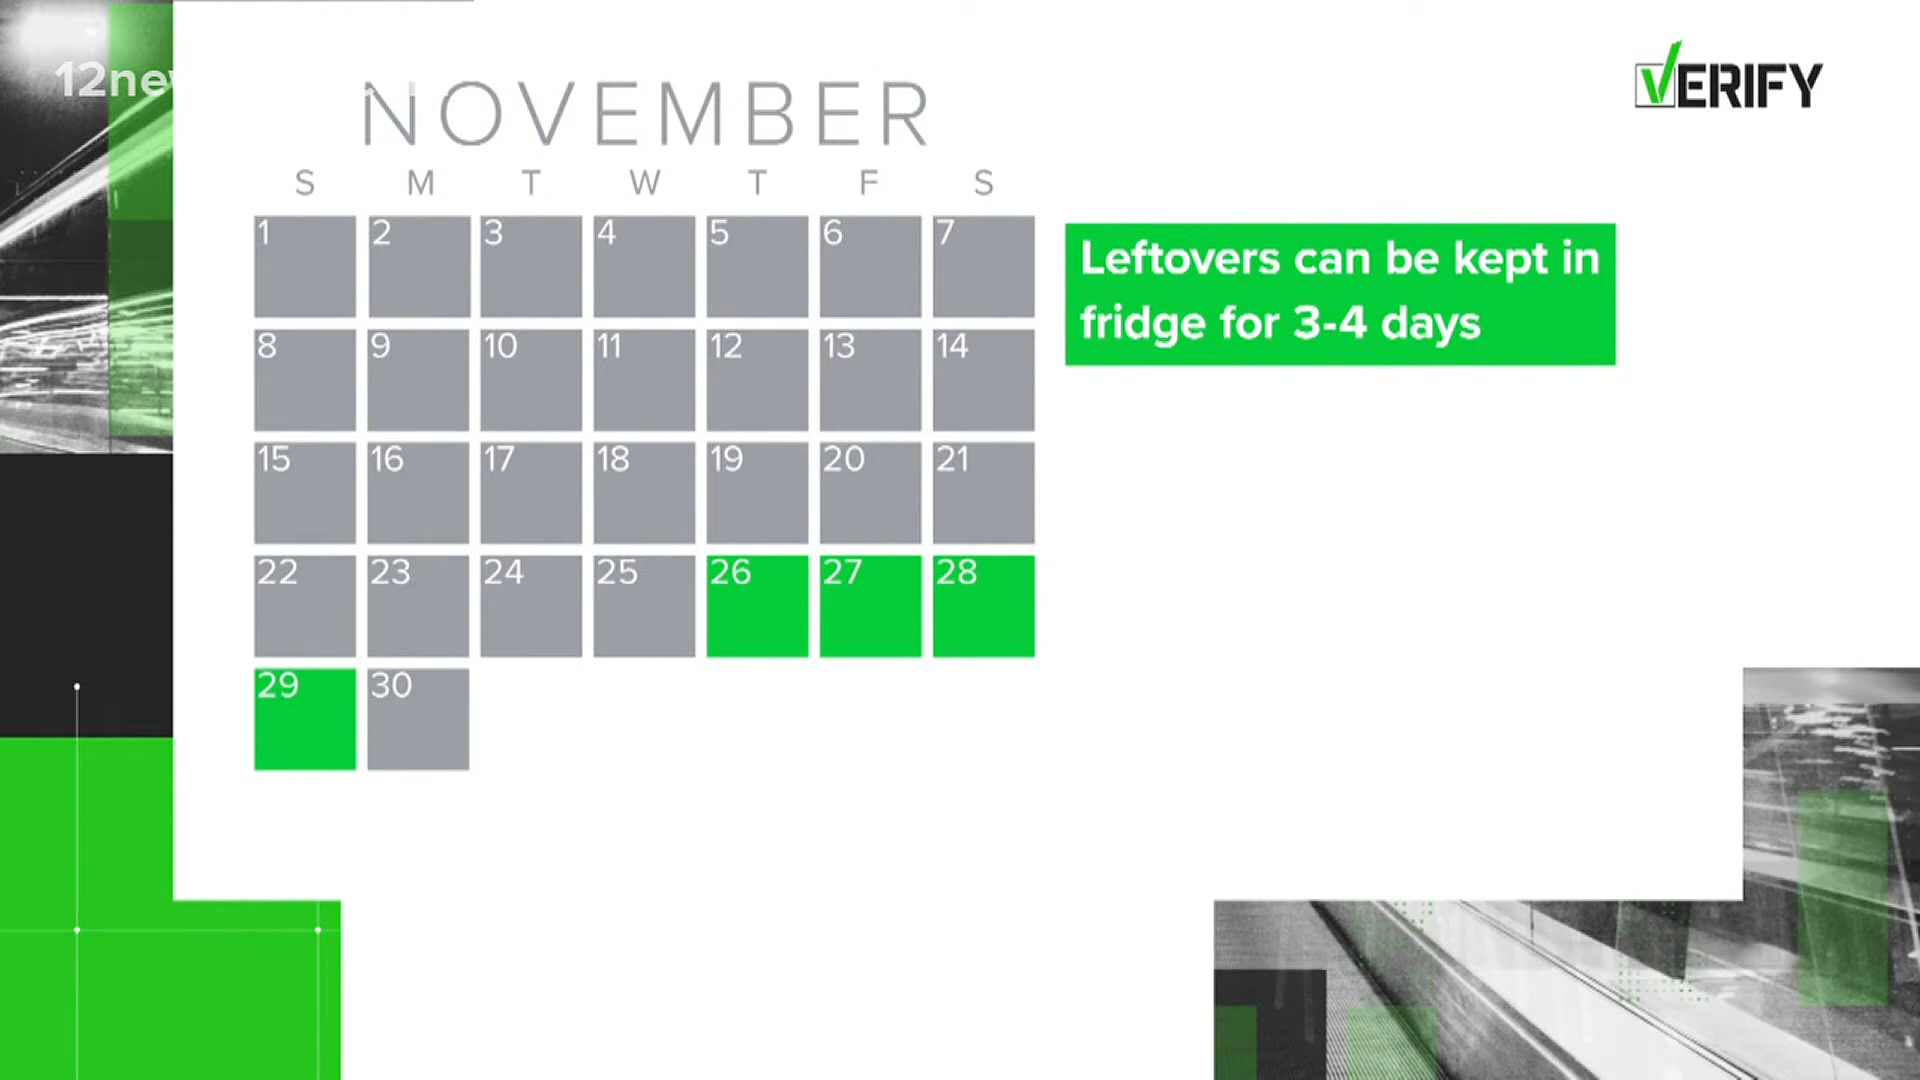 12new
VERIFY
NOVEMBER
S M T W T F S
1 2 3 4 5 6 7
8 9 10 11 12 13 14
15 16 17 18 19 20 21
22 23 24 25 26 27 28
29 30
Leftovers can be kept in
fridge for 3-4 days